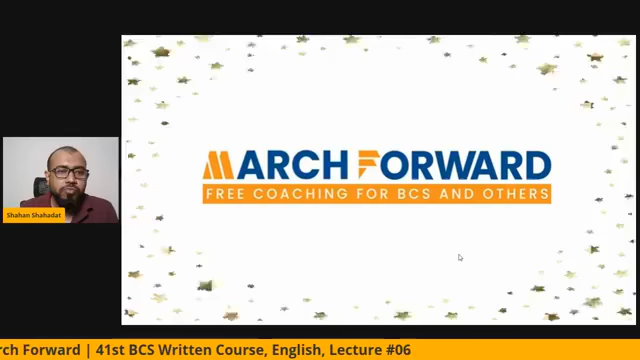 MARCH FORWARD
FREE COACHING FOR BCS AND OTHERS
Shahan Shahadat
rch Forward | 41st BCS Written Course, English, Lecture #06